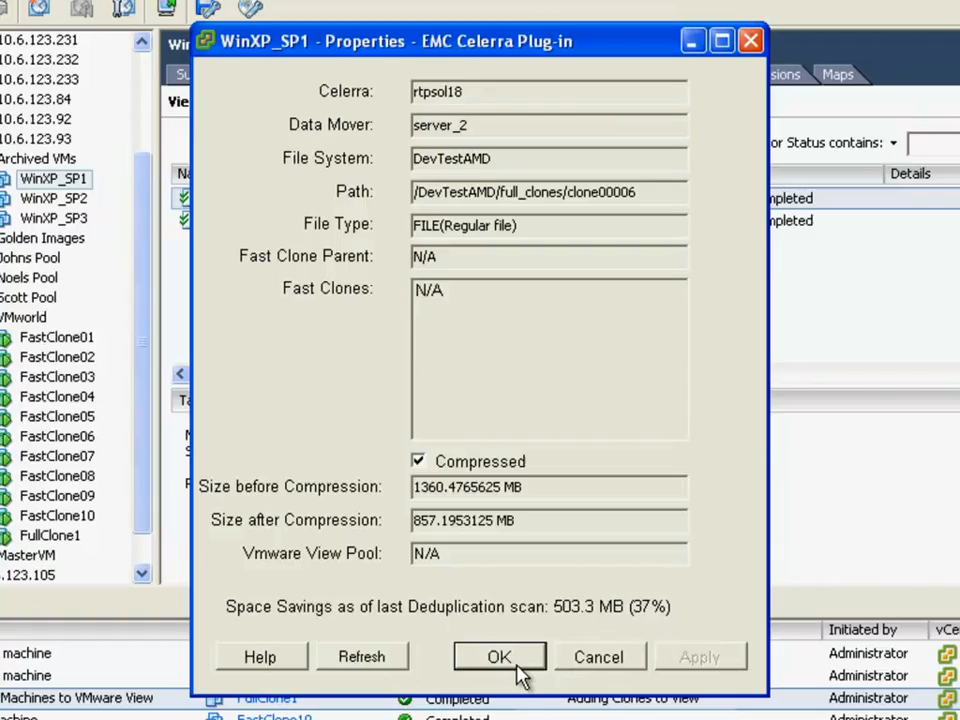 10.6.123.231
10.6.123.232
10.6.123.233
10.6.123.84
10.6.123.92
10.6.123.93
Archived VMs
WinXP_SP1
WinXP_SP2
WinXP_SP3
Golden Images
Johns Pool
Noels Pool
Scott Pool
VMworld
FastClone01
FastClone02
FastClone03
FastClone04
FastClone05
FastClone06
FastClone07
FastClone08
FastClone09
FastClone10
FullClone1
MasterVM
.123.105
WinXP_SP1 - Properties - EMC Celerra Plug-in
Celerra: rtpsol18
Data Mover: server_2
File System: DevTestAMD
Path: /DevTestAMD/full_clones/clone00006
File Type: FILE(Regular file)
Fast Clone Parent: N/A
Fast Clones: N/A
Compressed
Size before Compression: 1360.4765625 MB
Size after Compression: 857.1953125 MB
Vmware View Pool: N/A
Space Savings as of last Deduplication scan: 503.3 MB (37%)
Help Refresh OK Cancel Apply
Maps
or Status contains:
Details
mpleted
mpleted
Initiated by vCe
machine Administrator
Administrator
Machines to VMware View FullClone1 Completed Adding Clones to View Administrator
machine FastClone10 Completed Administrator